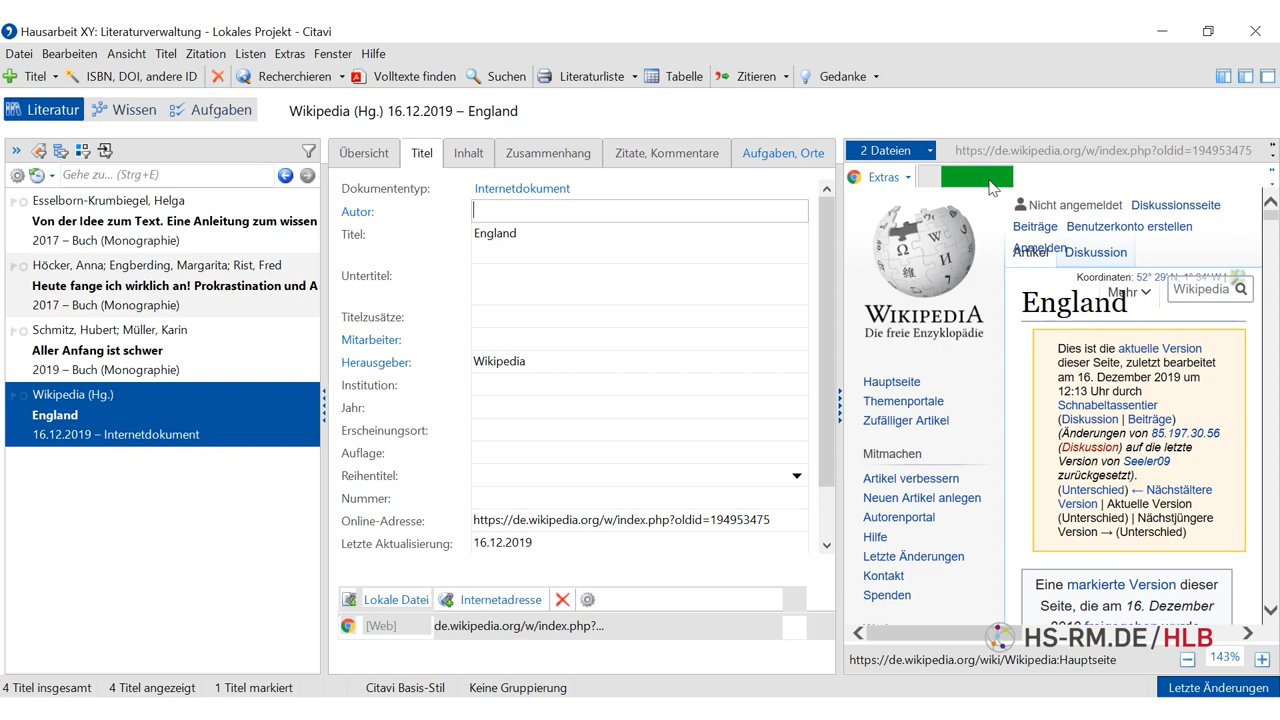 Hausarbeit XY: Literaturverwaltung - Lokales Projekt - Citavi
Datei Bearbeiten Ansicht Titel Zitation Listen Extras Fenster Hilfe
Titel ISBN, DOI, andere ID Recherchieren Volltexte finden Suchen Literaturliste Tabelle Zitieren Gedanke
Literatur Wissen Aufgaben Wikipedia (Hg.) 16.12.2019 – England
Gehe zu... (Strg+E)
Esselborn-Krumbiegel, Helga
Von der Idee zum Text. Eine Anleitung zum wissen
2017 – Buch (Monographie)
Höcker, Anna; Engberding, Margarita; Rist, Fred
Heute fange ich wirklich an! Prokrastination und A
2017 – Buch (Monographie)
Schmitz, Hubert; Müller, Karin
Aller Anfang ist schwer
2019 – Buch (Monographie)
Wikipedia (Hg.)
England
16.12.2019 – Internetdokument
Übersicht Titel Inhalt Zusammenhang Zitate, Kommentare Aufgaben, Orte
Dokumententyp: Internetdokument
Autor:
Titel: England
Untertitel:
Titelzusätze:
Mitarbeiter:
Herausgeber: Wikipedia
Institution:
Jahr:
Erscheinungsort:
Auflage:
Reihentitel:
Nummer:
Online-Adresse: https://de.wikipedia.org/w/index.php?oldid=194953475
Letzte Aktualisierung: 16.12.2019
Lokale Datei Internetadresse
[Web] de.wikipedia.org/w/index.php?...
2 Dateien https://de.wikipedia.org/w/index.php?oldid=194953475
Extras
WIKIPEDIA
Die freie Enzyklopädie
Hauptseite
Themenportale
Zufälliger Artikel
Mitmachen
Artikel verbessern
Neuen Artikel anlegen
Autorenportal
Hilfe
Letzte Änderungen
Kontakt
Spenden
Nicht angemeldet Diskussionsseite
Beiträge Benutzerkonto erstellen
Anmelden
Artikel Diskussion
Koordinaten: 52° 29′ N, 1° 34′ W
Mehr Wikipedia
England
Dies ist die aktuelle Version
dieser Seite, zuletzt bearbeitet
am 16. Dezember 2019 um
12:13 Uhr durch
Schnabeltassentier
(Diskussion | Beiträge)
(Änderungen von 85.197.30.56
(Diskussion) auf die letzte
Version von Seeler09
zurückgesetzt).
(Unterschied) ← Nächstältere
Version | Aktuelle Version
(Unterschied) | Nächstjüngere
Version → (Unterschied)
Eine markierte Version dieser
Seite, die am 16. Dezember
HS-RM.DE/HLB
https://de.wikipedia.org/wiki/Wikipedia:Hauptseite 143%
4 Titel insgesamt 4 Titel angezeigt 1 Titel markiert Citavi Basis-Stil Keine Gruppierung Letzte Änderungen